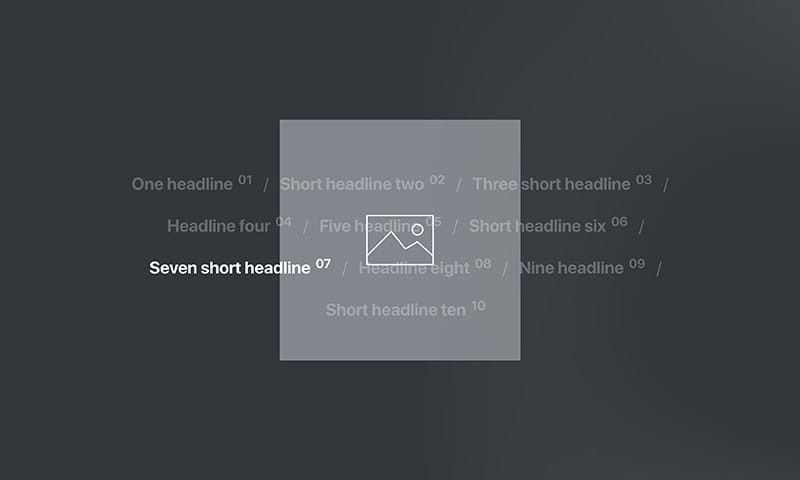 One headline 01 / Short headline two 02 / Three short headline 03 /
Headline four 04 / Five headline 05 / Short headline six 06 /
Seven short headline 07 / Headline eight 08 / Nine headline 09 /
Short headline ten 10